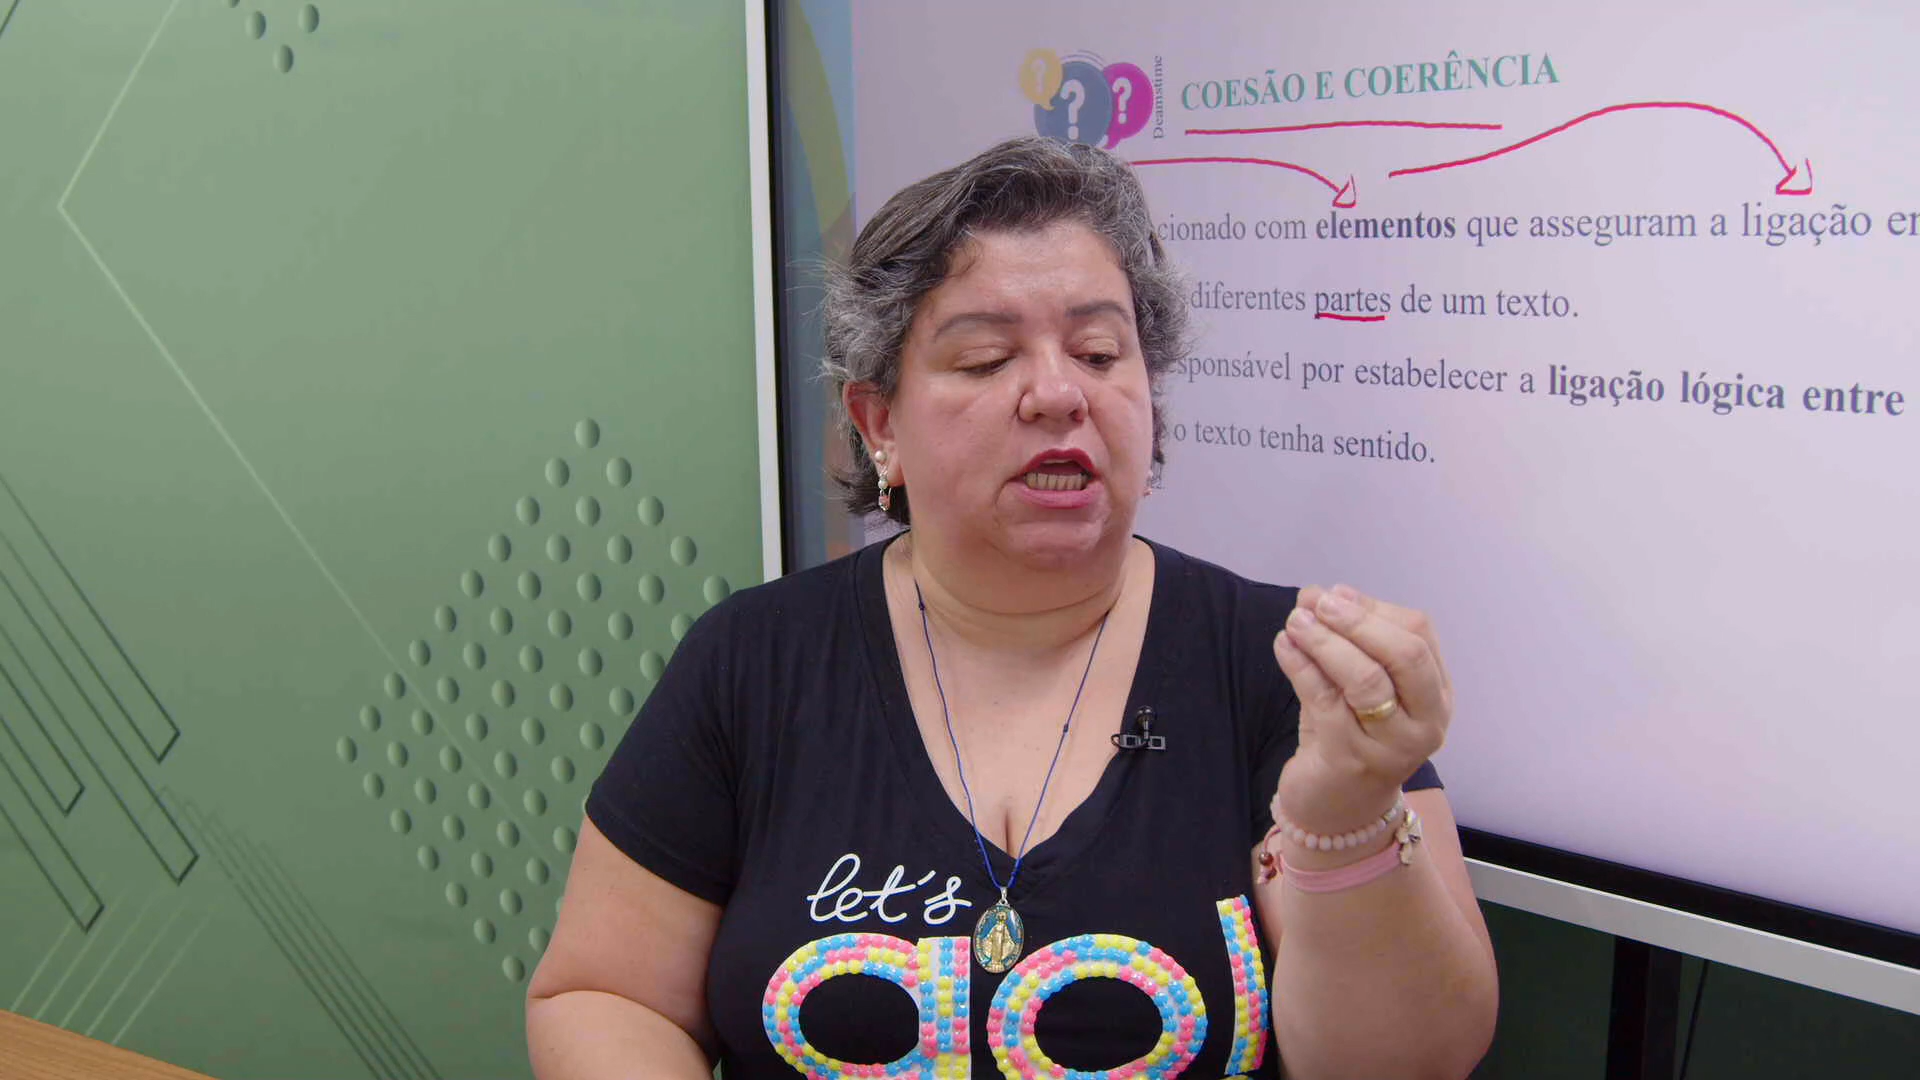 COESÃO E COERÊNCIA
Deamstime
cionado com elementos que asseguram a ligação en
diferentes partes de um texto.
sponsável por estabelecer a ligação lógica entre
o texto tenha sentido.
let's
go!